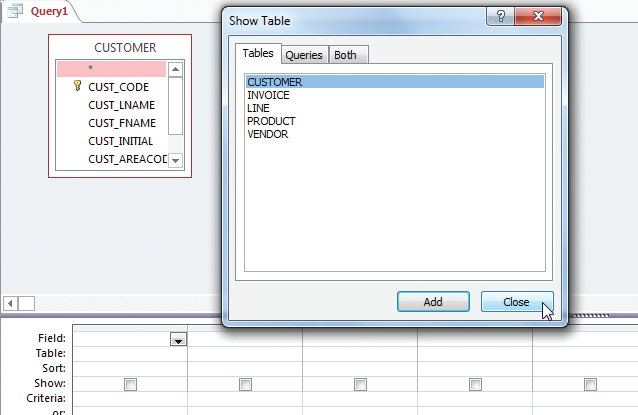 Query1
CUSTOMER
*
CUST_CODE
CUST_LNAME
CUST_FNAME
CUST_INITIAL
CUST_AREACOD
Show Table
?
Tables
Queries
Both
CUSTOMER
INVOICE
LINE
PRODUCT
VENDOR
Add
Close
Field:
Table:
Sort:
Show:
Criteria:
or: